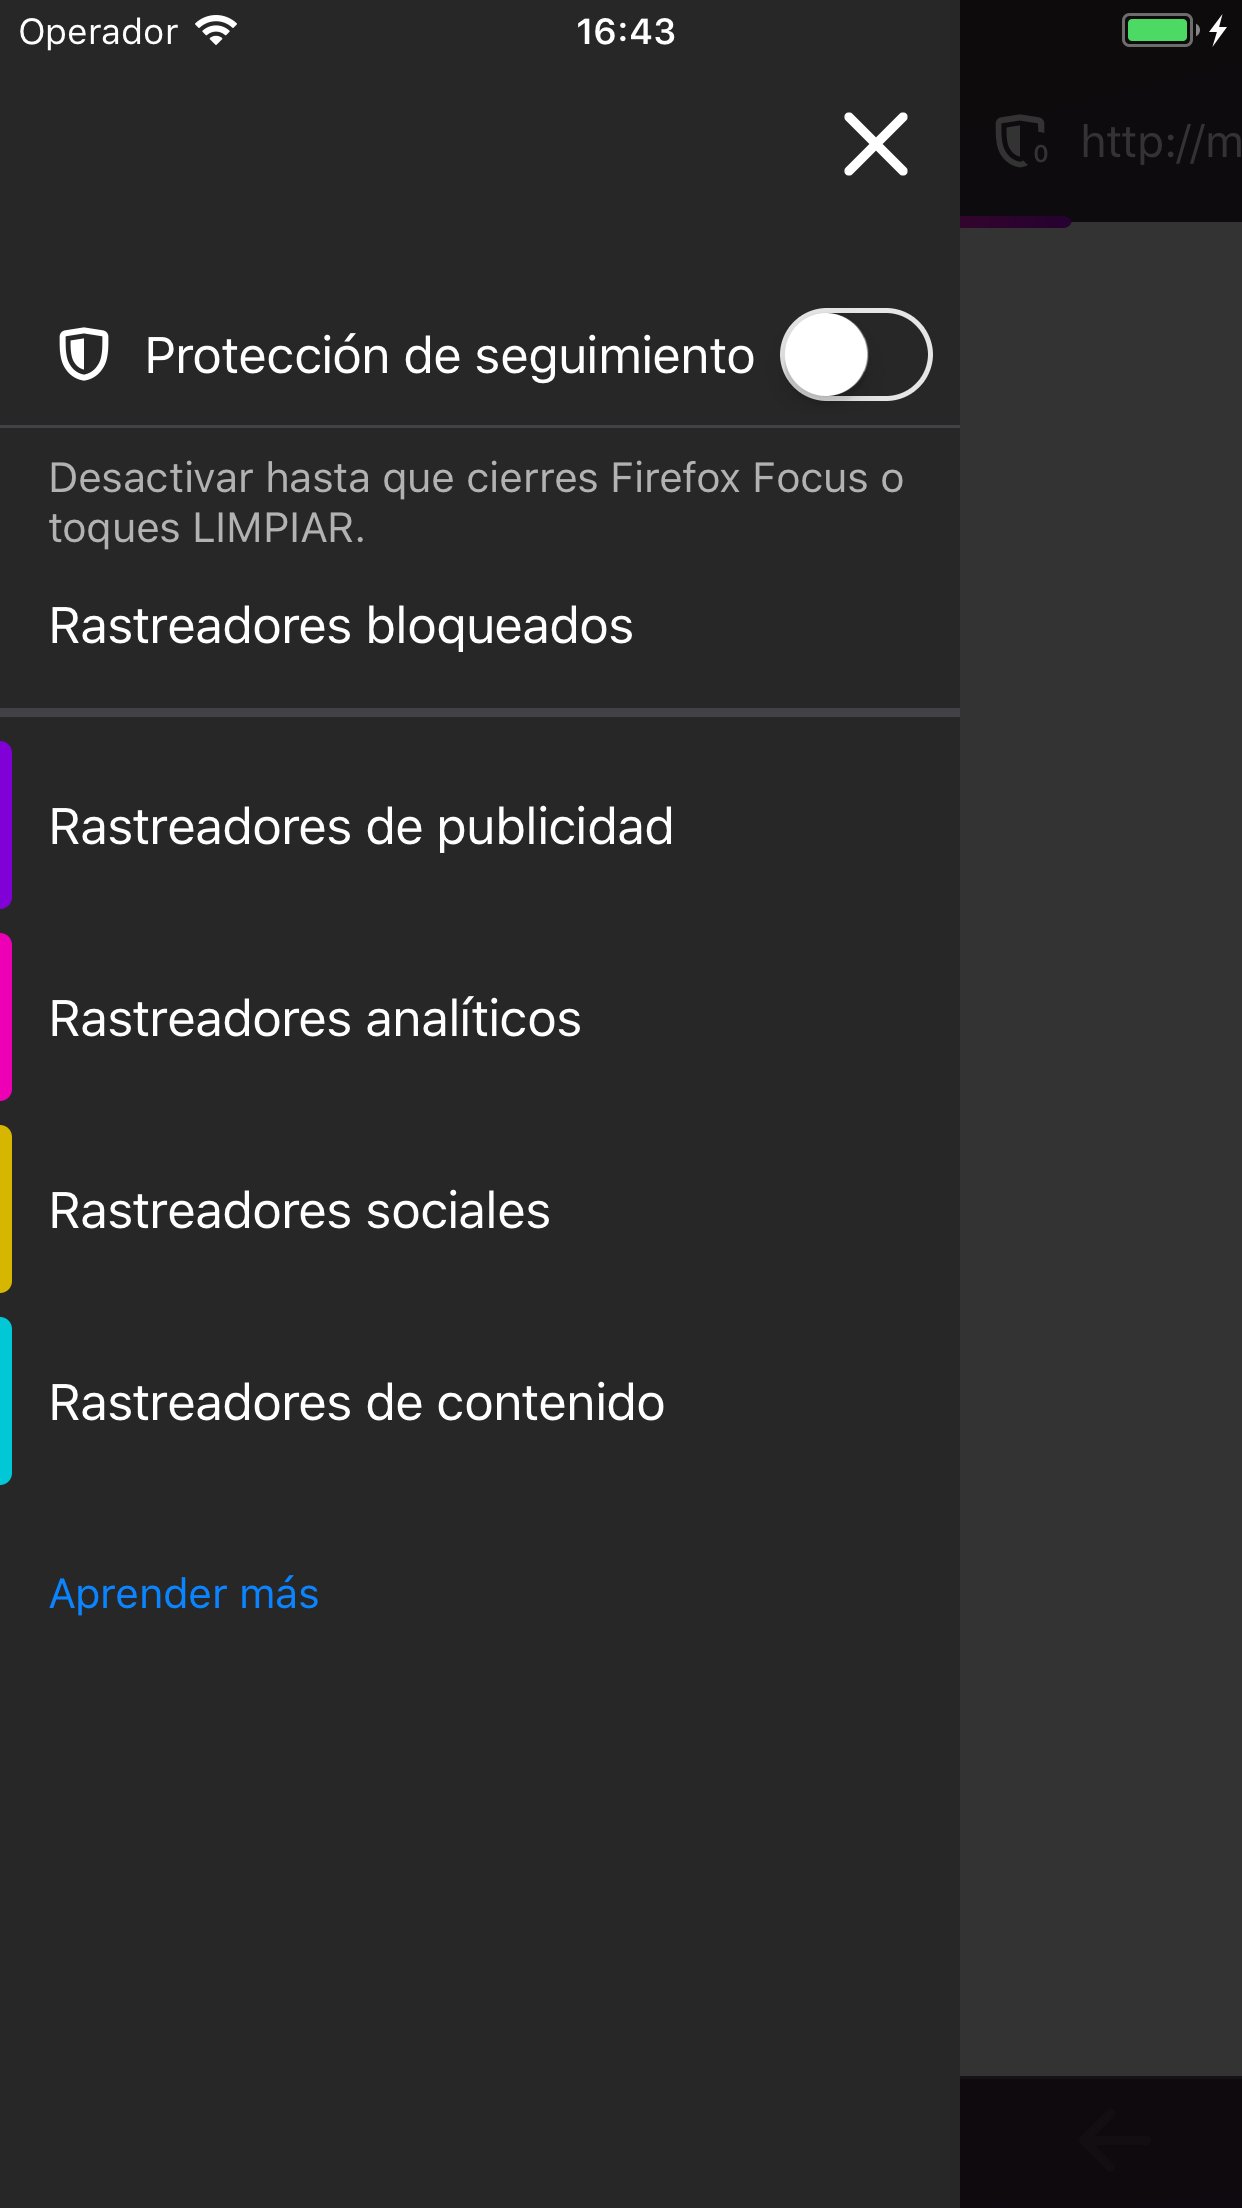 Operador
16:43
0
http://m
Protección de seguimiento
Desactivar hasta que cierres Firefox Focus o
toques LIMPIAR.
Rastreadores bloqueados
Rastreadores de publicidad
Rastreadores analíticos
Rastreadores sociales
Rastreadores de contenido
Aprender más